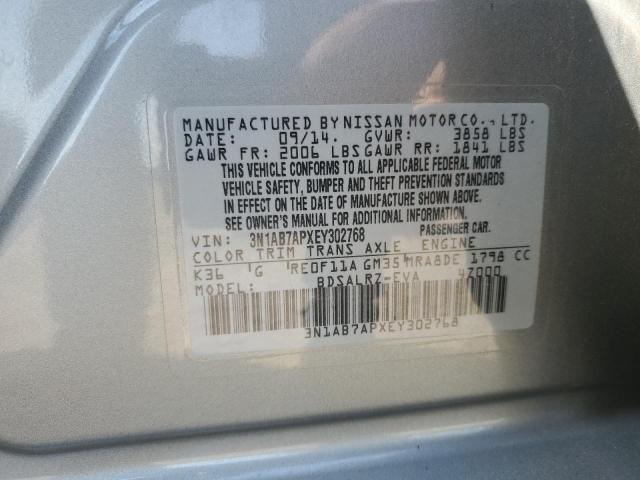 MANUFACTURED BY NISSAN MOTOR CO., LTD.
DATE: 09/14. GVWR: 3858 LBS
GAWR FR: 2006 LBS GAWR RR: 1841 LBS
THIS VEHICLE CONFORMS TO ALL APPLICABLE FEDERAL MOTOR
VEHICLE SAFETY, BUMPER AND THEFT PREVENTION STANDARDS
IN EFFECT ON THE DATE OF MANUFACTURE SHOWN ABOVE.
SEE OWNER'S MANUAL FOR ADDITIONAL INFORMATION.
VIN: 3N1AB7APXEY302768 PASSENGER CAR.
COLOR TRIM TRANS AXLE ENGINE
K36 'G 'RE0F11A GM35 'MRA8DE 1798 CC
MODEL: BDSALRZ-EVA 4Z000
3N1AB7APXEY302768